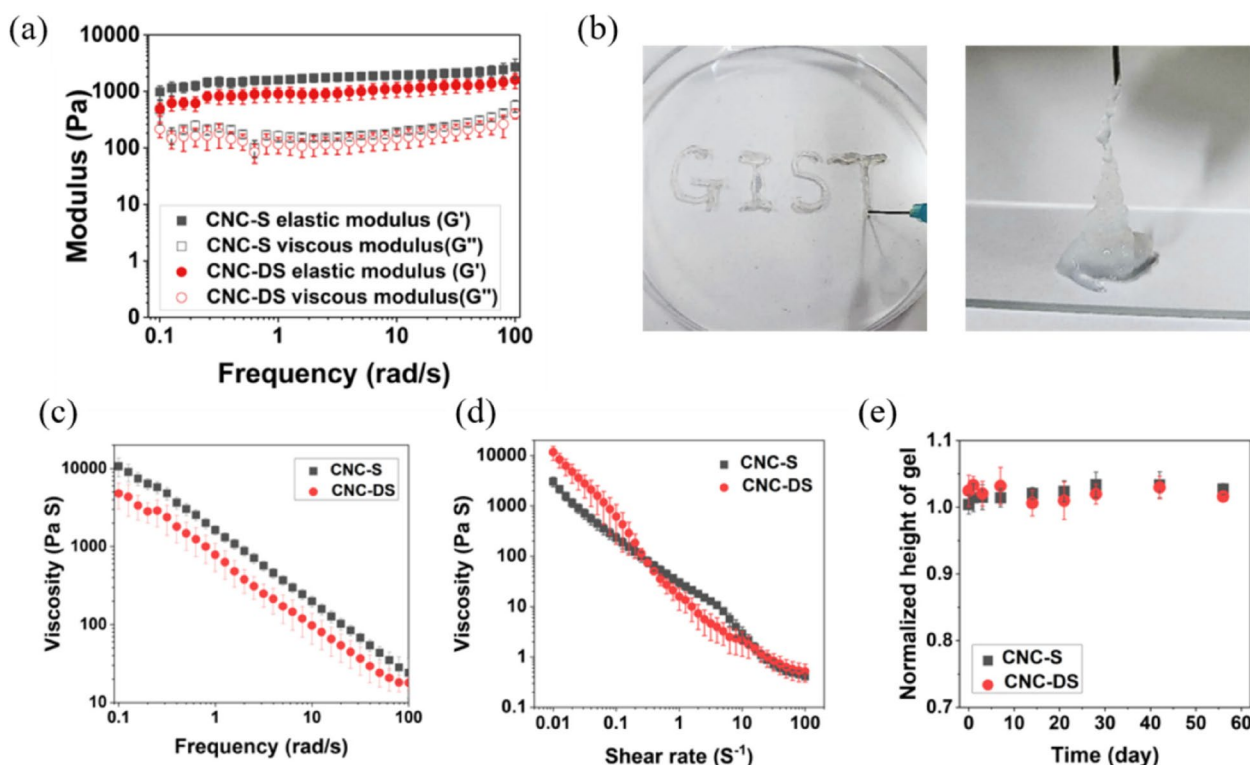 (a)
Modulus (Pa)
10000
1000
100
10
1
0
CNC-S elastic modulus (G')
CNC-S viscous modulus(G")
CNC-DS elastic modulus (G')
CNC-DS viscous modulus(G")
0.1 1 10 100
Frequency (rad/s)
(b)
GIST
(c)
Viscosity (Pa S)
10000
1000
100
10
CNC-S
CNC-DS
0.1 1 10 100
Frequency (rad/s)
(d)
Viscosity (Pa S)
10000
1000
100
10
1
0.1
CNC-S
CNC-DS
0.01 0.1 1 10 100
Shear rate (S⁻¹)
(e)
Normalized height of gel
1.1
1.0
0.9
0.8
0.7
CNC-S
CNC-DS
0 10 20 30 40 50 60
Time (day)